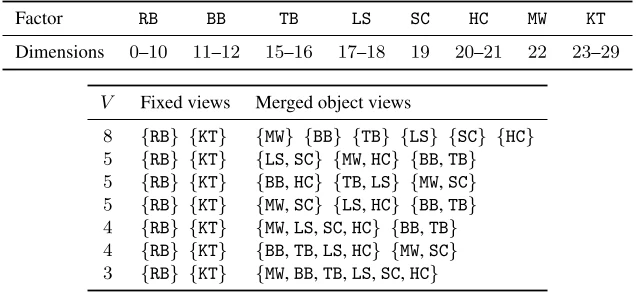 Factor RB BB TB LS SC HC MW KT
Dimensions 0–10 11–12 15–16 17–18 19 20–21 22 23–29
V Fixed views Merged object views
8 {RB} {KT} {MW} {BB} {TB} {LS} {SC} {HC}
5 {RB} {KT} {LS, SC} {MW, HC} {BB, TB}
5 {RB} {KT} {BB, HC} {TB, LS} {MW, SC}
5 {RB} {KT} {MW, SC} {LS, HC} {BB, TB}
4 {RB} {KT} {MW, LS, SC, HC} {BB, TB}
4 {RB} {KT} {BB, TB, LS, HC} {MW, SC}
3 {RB} {KT} {MW, BB, TB, LS, SC, HC}